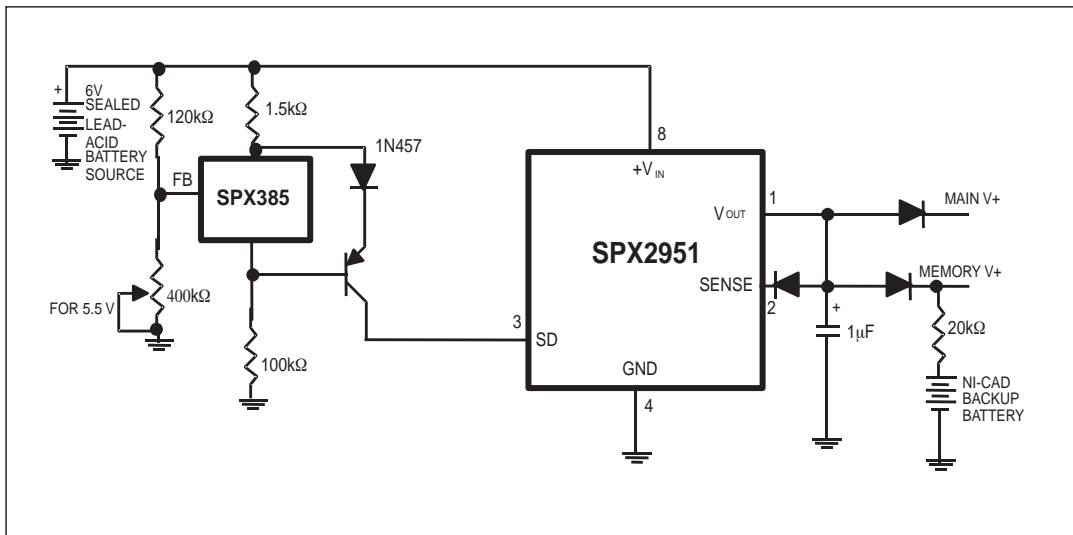 + 6V
SEALED
LEAD-
ACID
BATTERY
SOURCE
120kΩ
1.5kΩ
1N457
FB
SPX385
FOR 5.5 V
400kΩ
100kΩ
8
+VIN
1
VOUT
MAIN V+
SPX2951
SENSE
2
MEMORY V+
+
1μF
20kΩ
3
SD
GND
4
NI-CAD
BACKUP
BATTERY